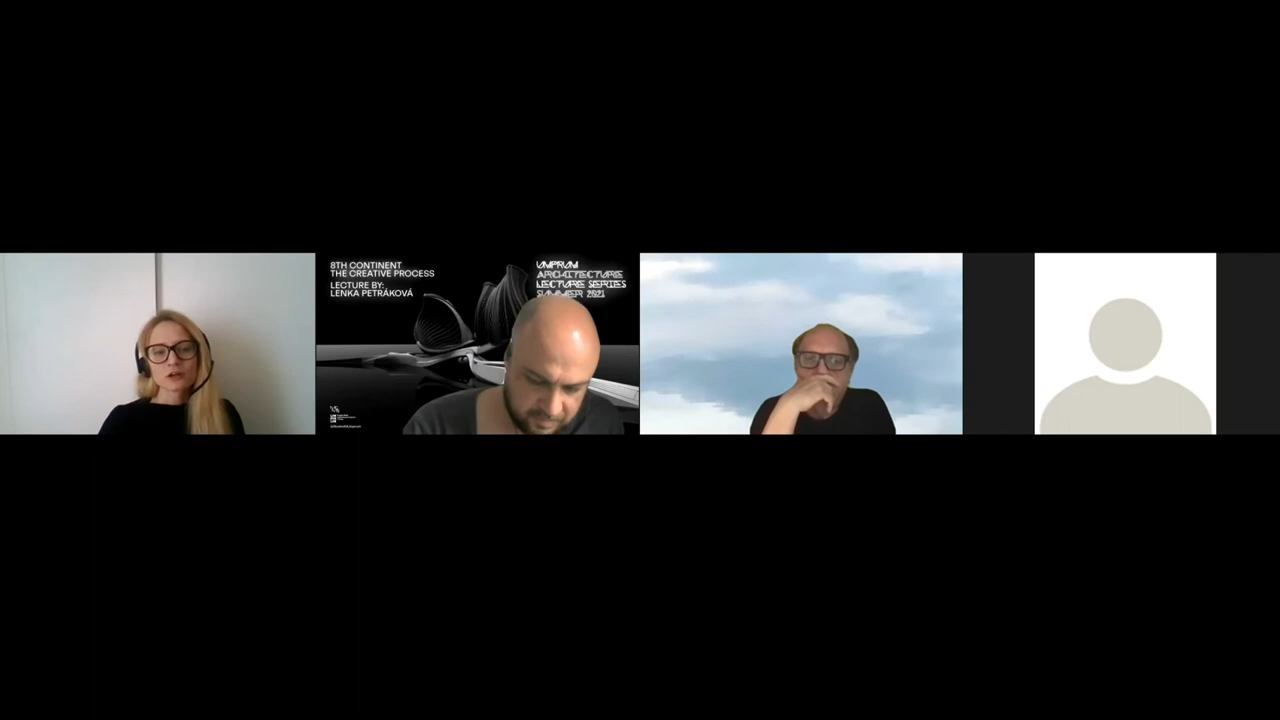 8TH CONTINENT
THE CREATIVE PROCESS
LECTURE BY:
LENKA PETRÁKOVÁ
UMPRUM
ARCHITECTURE
LECTURE SERIES
SUMMER 2021